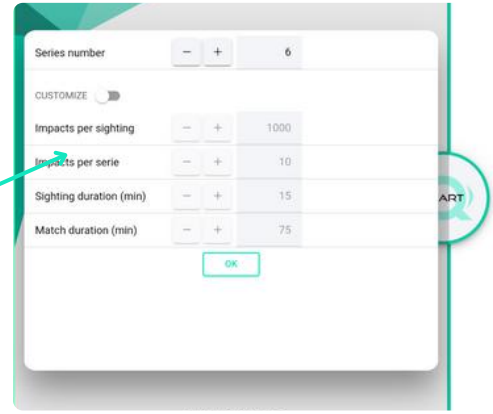 Series number − + 6
CUSTOMIZE
Impacts per sighting − + 1000
Impacts per serie − + 10
Sighting duration (min) − + 15
ART
Match duration (min) − + 75
OK